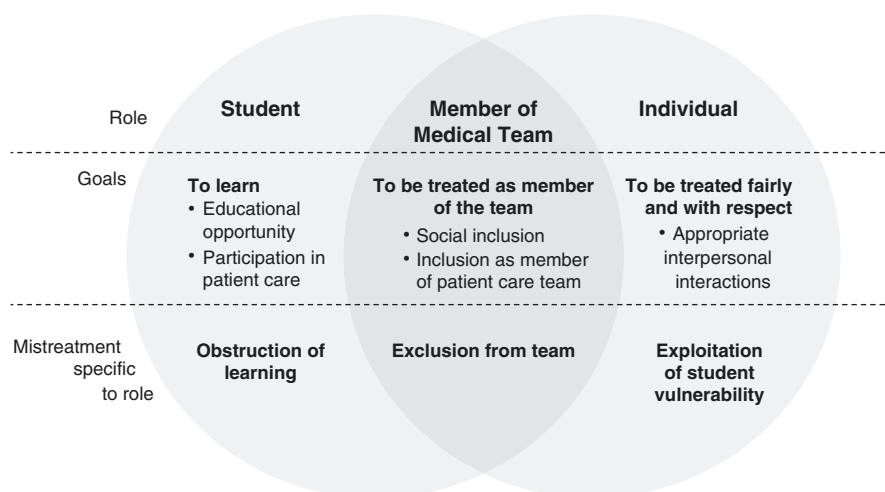 Role
Student
Member of
Medical Team
Individual
Goals
To learn
• Educational
opportunity
• Participation in
patient care
To be treated as member
of the team
• Social inclusion
• Inclusion as member
of patient care team
To be treated fairly
and with respect
• Appropriate
interpersonal
interactions
Mistreatment
specific
to role
Obstruction of
learning
Exclusion from team
Exploitation
of student
vulnerability